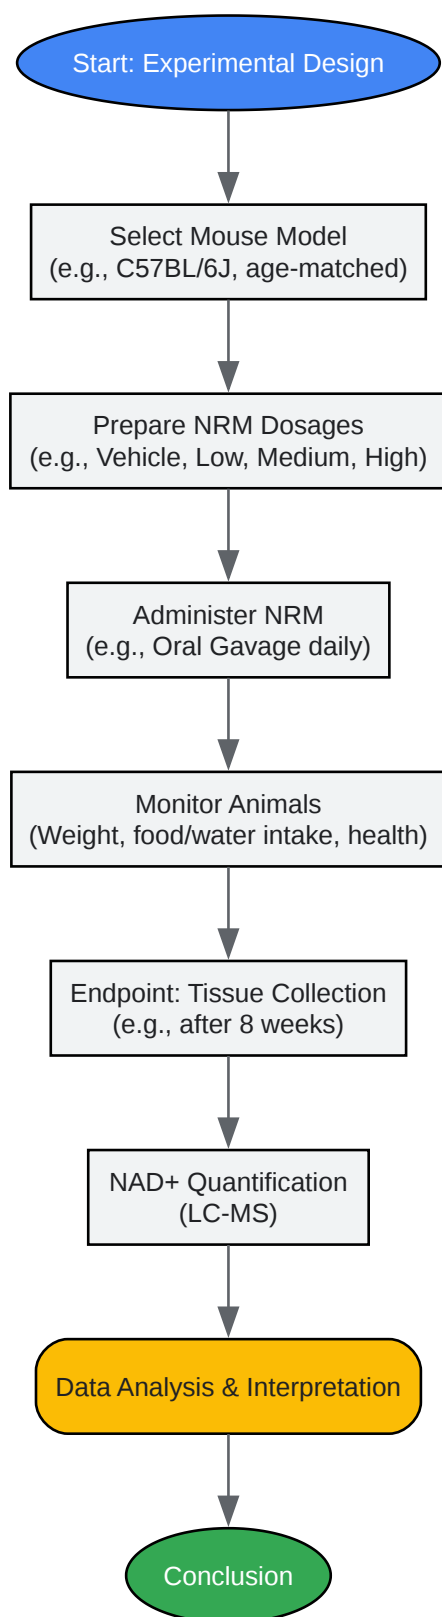 Start: Experimental Design
Select Mouse Model
(e.g., C57BL/6J, age-matched)
Prepare NRM Dosages
(e.g., Vehicle, Low, Medium, High)
Administer NRM
(e.g., Oral Gavage daily)
Monitor Animals
(Weight, food/water intake, health)
Endpoint: Tissue Collection
(e.g., after 8 weeks)
NAD+ Quantification
(LC-MS)
Data Analysis & Interpretation
Conclusion